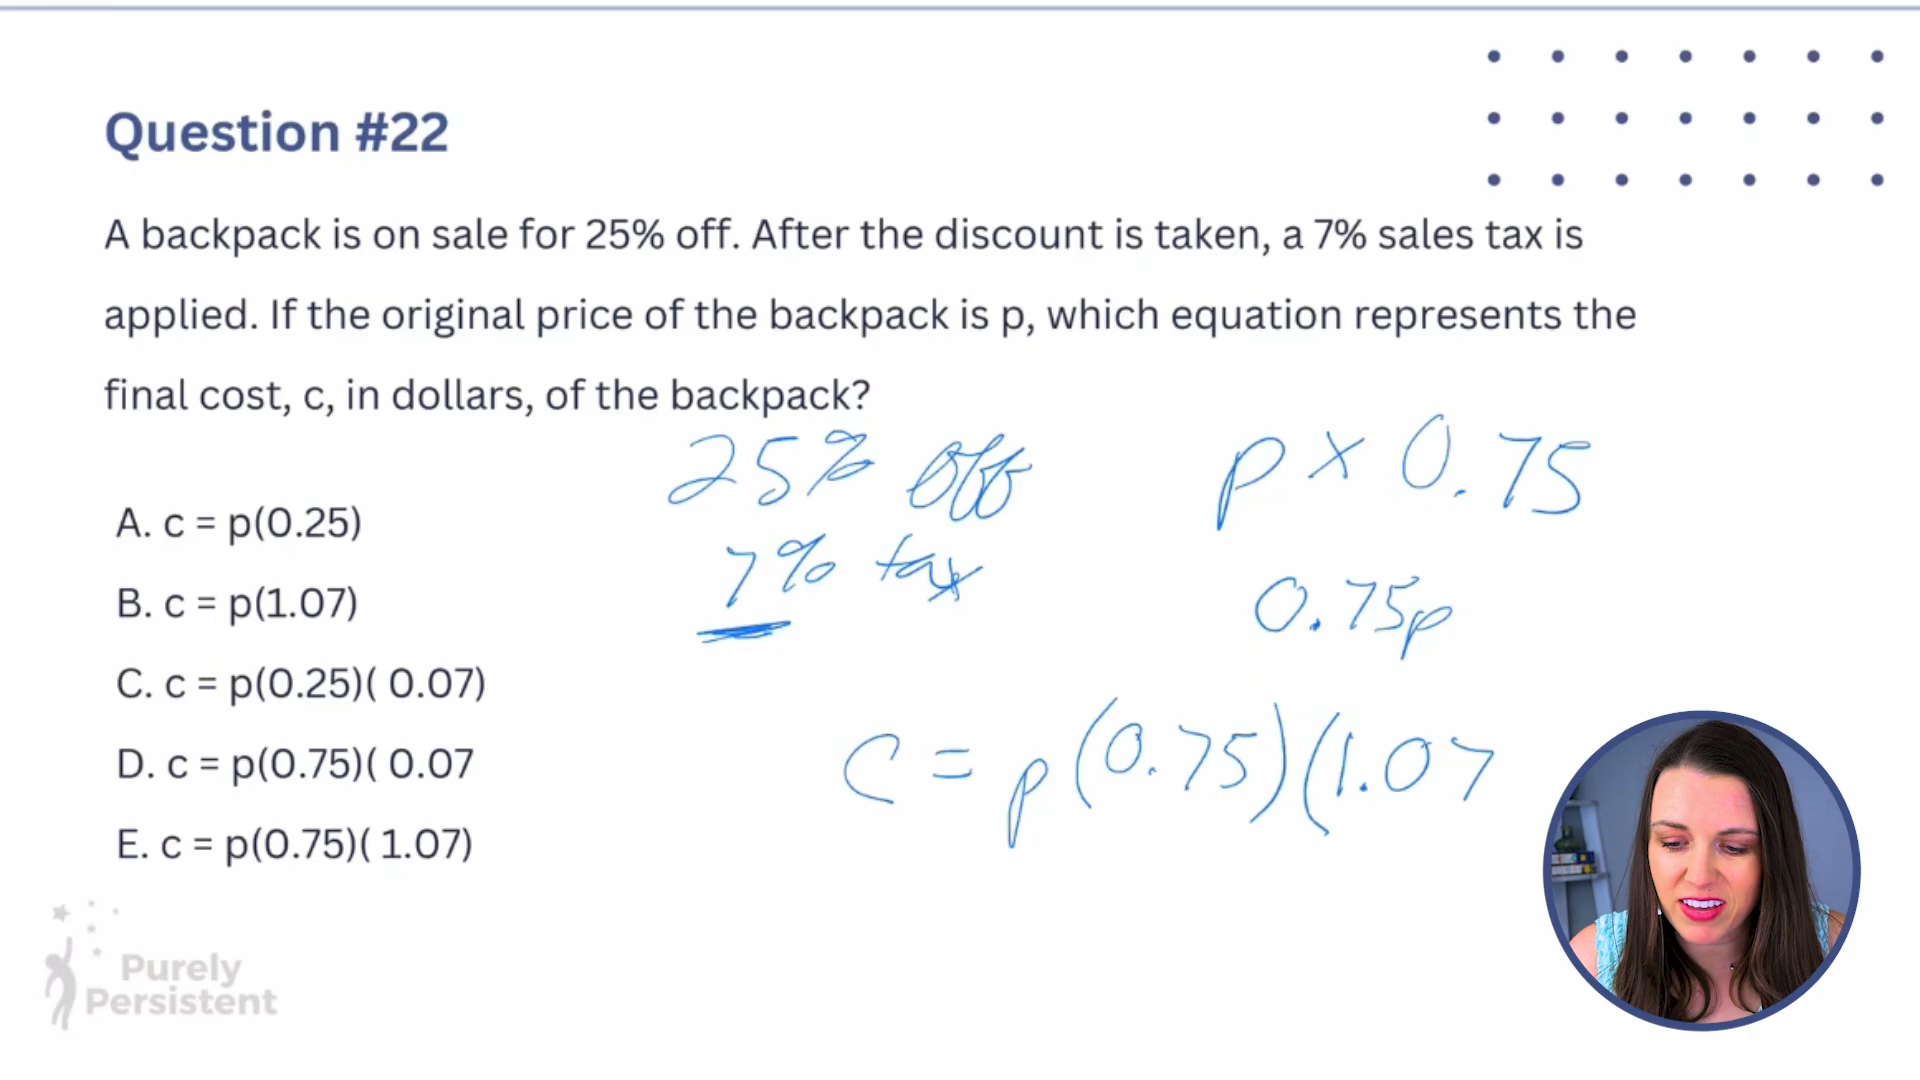 Question #22
A backpack is on sale for 25% off. After the discount is taken, a 7% sales tax is
applied. If the original price of the backpack is p, which equation represents the
final cost, c, in dollars, of the backpack?
25% off
7% tax
p x 0.75
0.75p
c = p(0.75)(1.07
A. c = p(0.25)
B. c = p(1.07)
C. c = p(0.25)( 0.07)
D. c = p(0.75)( 0.07
E. c = p(0.75)( 1.07)
Purely
Persistent